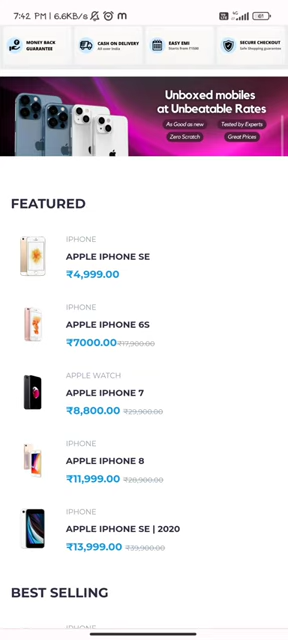 7:42 PM | 6.6KB/s
61
MONEY BACK
GUARANTEE
CASH ON DELIVERY
All over India
EASY EMI
SECURE CHECKOUT
Safe Shopping guarantee
Unboxed mobiles
at Unbeatable Rates
As Good as new
Tested by Experts
Zero Scratch
Great Prices
FEATURED
IPHONE
APPLE IPHONE SE
₹4,999.00
IPHONE
APPLE IPHONE 6S
₹7000.00 ₹17,900.00
APPLE WATCH
APPLE IPHONE 7
₹8,800.00 ₹29,900.00
IPHONE
APPLE IPHONE 8
₹11,999.00 ₹28,900.00
IPHONE
APPLE IPHONE SE | 2020
₹13,999.00 ₹39,900.00
BEST SELLING
IPHONE